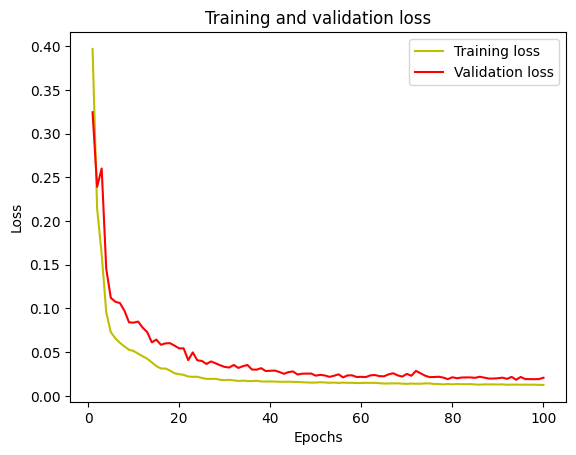 Training and validation loss
Training loss
Validation loss
0.40
0.35
0.30
0.25
0.20
0.15
0.10
0.05
0.00
Loss
0 20 40 60 80 100
Epochs